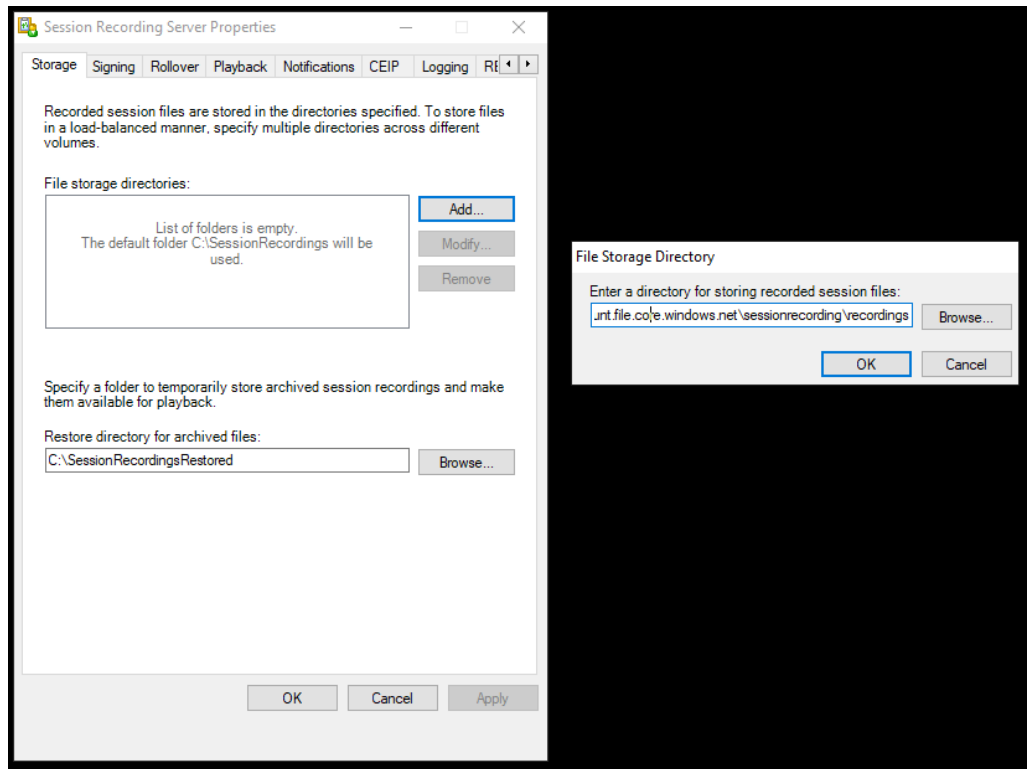 Session Recording Server Properties
Storage Signing Rollover Playback Notifications CEIP Logging
Recorded session files are stored in the directories specified. To store files
in a load-balanced manner, specify multiple directories across different
volumes.
File storage directories:
List of folders is empty.
The default folder C:\SessionRecordings will be
used.
Add...
Modify...
Remove
Specify a folder to temporarily store archived session recordings and make
them available for playback.
Restore directory for archived files:
C:\SessionRecordingsRestored
Browse...
OK Cancel Apply
File Storage Directory
Enter a directory for storing recorded session files:
unt.file.core.windows.net\sessionrecording\recordings
Browse...
OK Cancel